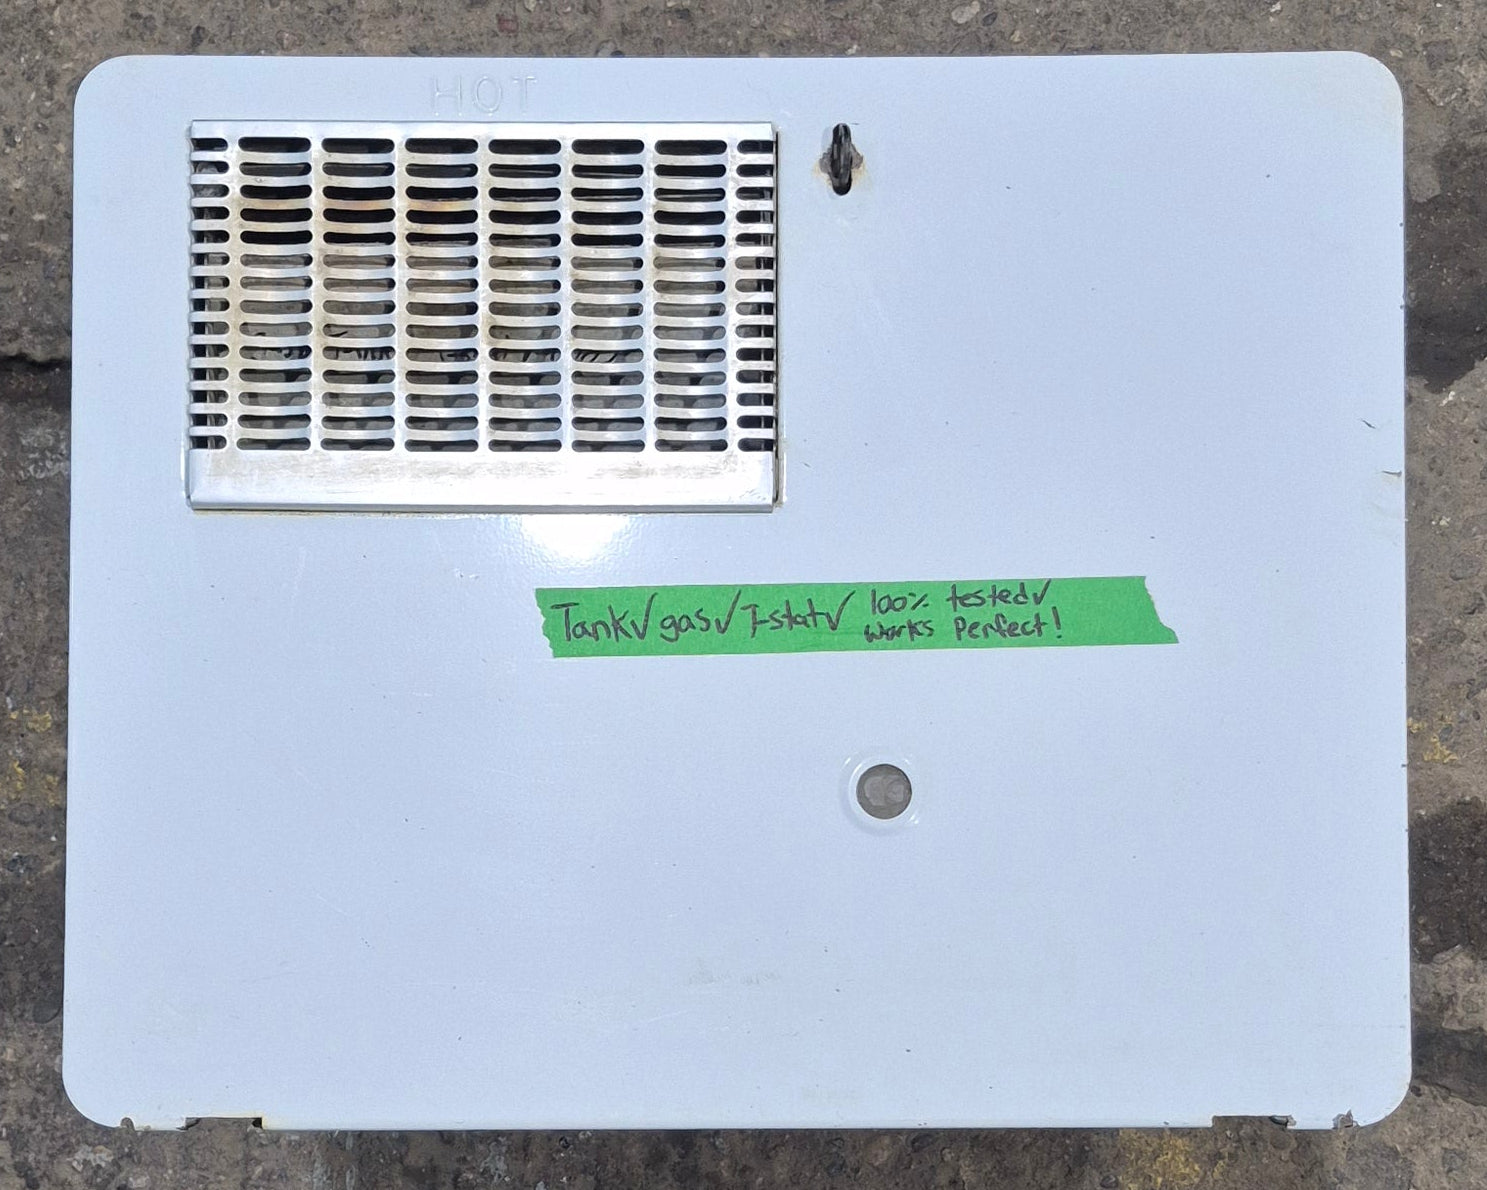 HOT
Tank✓ gas✓ T-stat✓ 100% tested✓
works Perfect!